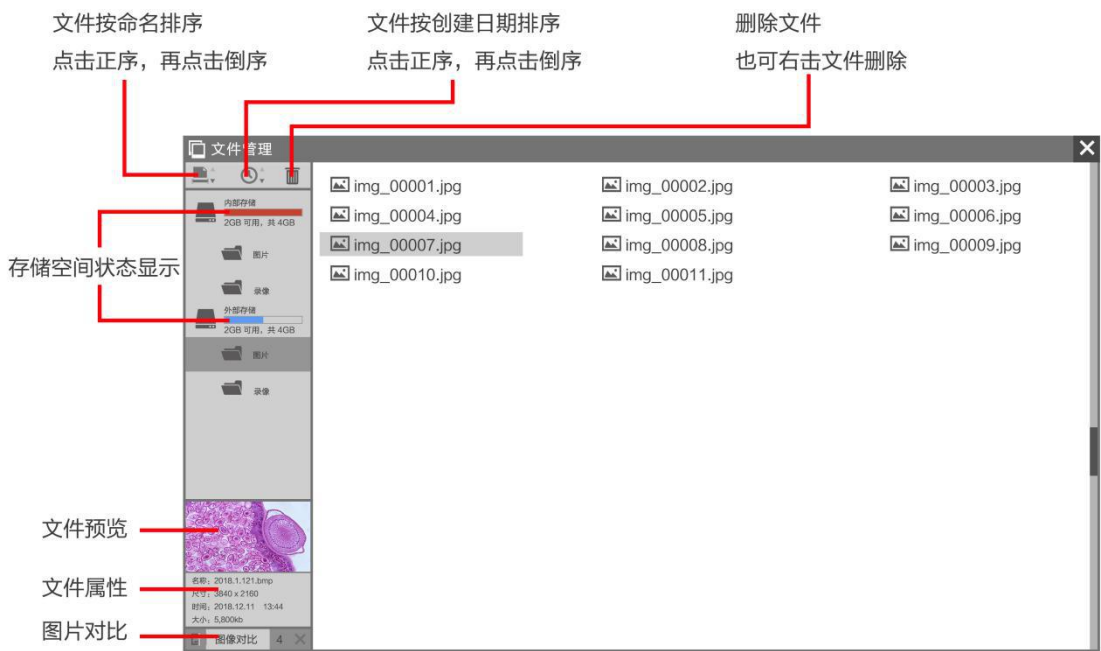 文件按命名排序
点击正序，再点击倒序
文件按创建日期排序
点击正序，再点击倒序
删除文件
也可右击文件删除
文件管理
img_00001.jpg
img_00002.jpg
img_00003.jpg
img_00004.jpg
img_00005.jpg
img_00006.jpg
img_00007.jpg
img_00008.jpg
img_00009.jpg
img_00010.jpg
img_00011.jpg
内部存储
2GB 可用，共 4GB
图片
录像
存储空间状态显示
外部存储
2GB 可用，共 4GB
图片
录像
文件预览
文件属性
名称：2018.1.121.bmp
尺寸：3840 x 2160
时间：2018.12.11 13:44
大小：5,800kb
图片对比
图像对比 4